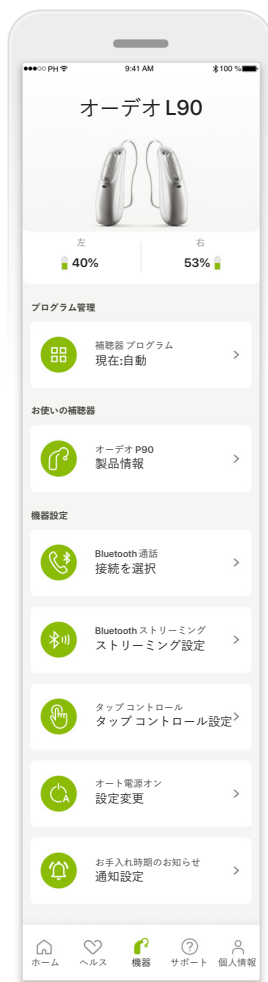 ●●●○○ PH 9:41 AM 100 %
オーデオ L90
左 右
40% 53%
プログラム管理
補聴器 プログラム
現在:自動
お使いの補聴器
オーデオ P90
製品情報
機器設定
Bluetooth 通話
接続を選択
Bluetooth ストリーミング
ストリーミング設定
タップ コントロール
タップ コントロール設定
オート電源オン
設定変更
お手入れ時期のお知らせ
通知設定
ホーム ヘルス 機器 サポート 個人情報